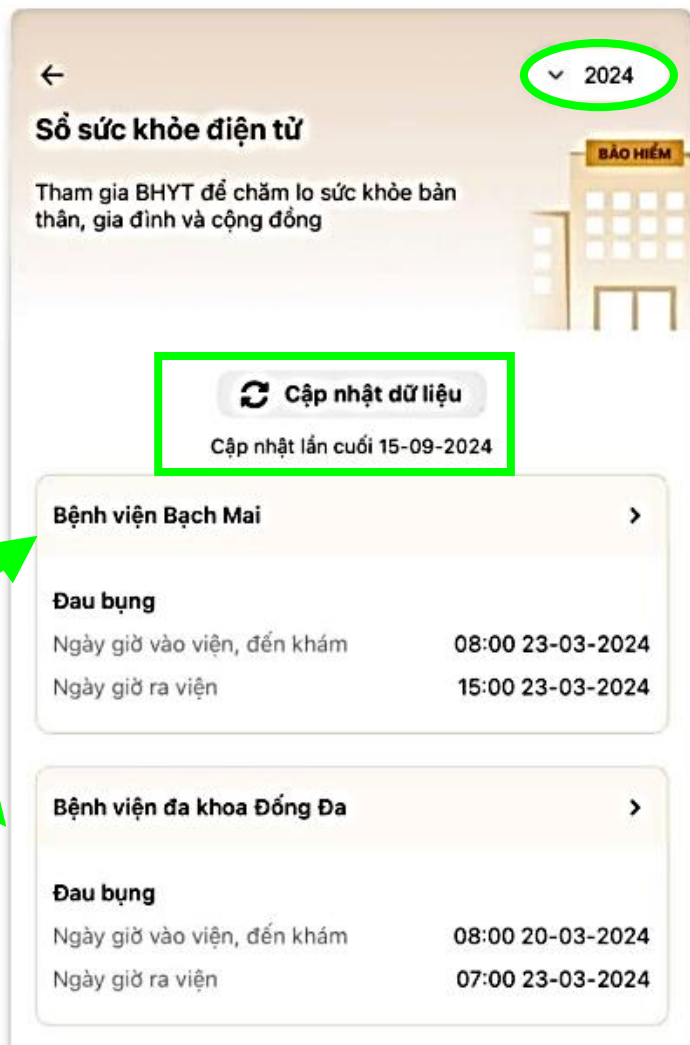 2024
Sổ sức khỏe điện tử
BẢO HIỂM
Tham gia BHYT để chăm lo sức khỏe bản
thân, gia đình và cộng đồng
Cập nhật dữ liệu
Cập nhật lần cuối 15-09-2024
Bệnh viện Bạch Mai
Đau bụng
Ngày giờ vào viện, đến khám 08:00 23-03-2024
Ngày giờ ra viện 15:00 23-03-2024
Bệnh viện đa khoa Đống Đa
Đau bụng
Ngày giờ vào viện, đến khám 08:00 20-03-2024
Ngày giờ ra viện 07:00 23-03-2024